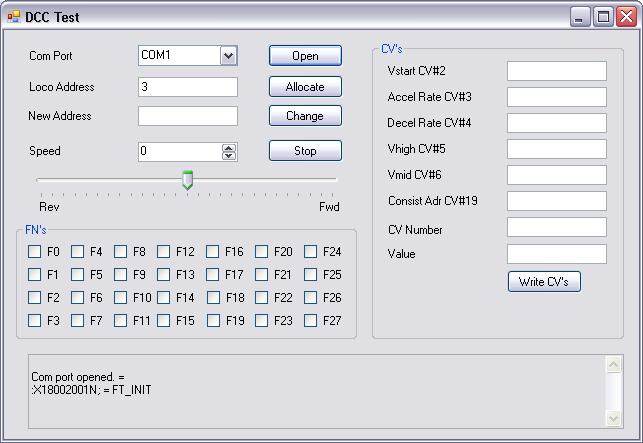 DCC Test
Com Port COM1 Open
Loco Address 3 Allocate
New Address Change
Speed 0 Stop
Rev Fwd
FN's
F0 F4 F8 F12 F16 F20 F24
F1 F5 F9 F13 F17 F21 F25
F2 F6 F10 F14 F18 F22 F26
F3 F7 F11 F15 F19 F23 F27
CV's
Vstart CV#2
Accel Rate CV#3
Decel Rate CV#4
Vhigh CV#5
Vmid CV#6
Consist Adr CV#19
CV Number
Value
Write CV's
Com port opened. =
:X18002001N; = FT_INIT